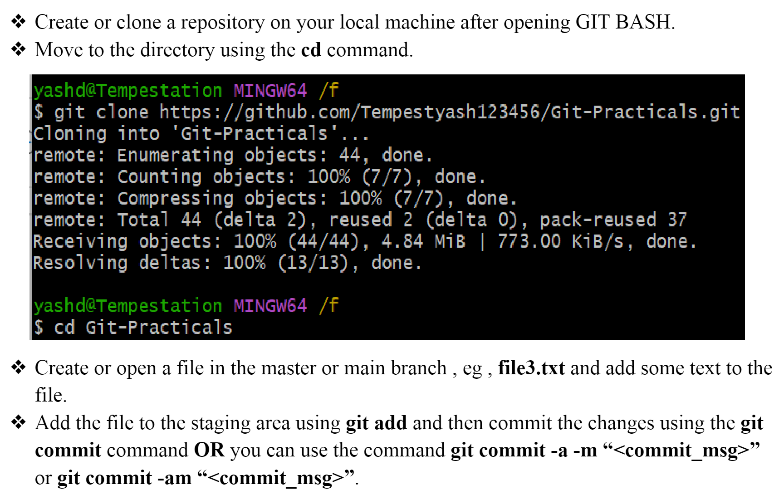 ❖ Create or clone a repository on your local machine after opening GIT BASH.
❖ Move to the directory using the cd command.
yashd@Tempestation MINGW64 /f
$ git clone https://github.com/Tempestyash123456/Git-Practicals.git
Cloning into 'Git-Practicals'...
remote: Enumerating objects: 44, done.
remote: Counting objects: 100% (7/7), done.
remote: Compressing objects: 100% (7/7), done.
remote: Total 44 (delta 2), reused 2 (delta 0), pack-reused 37
Receiving objects: 100% (44/44), 4.84 MiB | 773.00 KiB/s, done.
Resolving deltas: 100% (13/13), done.
yashd@Tempestation MINGW64 /f
$ cd Git-Practicals
❖ Create or open a file in the master or main branch , eg , file3.txt and add some text to the
file.
❖ Add the file to the staging area using git add and then commit the changes using the git
commit command OR you can use the command git commit -a -m “<commit_msg>”
or git commit -am “<commit_msg>”.